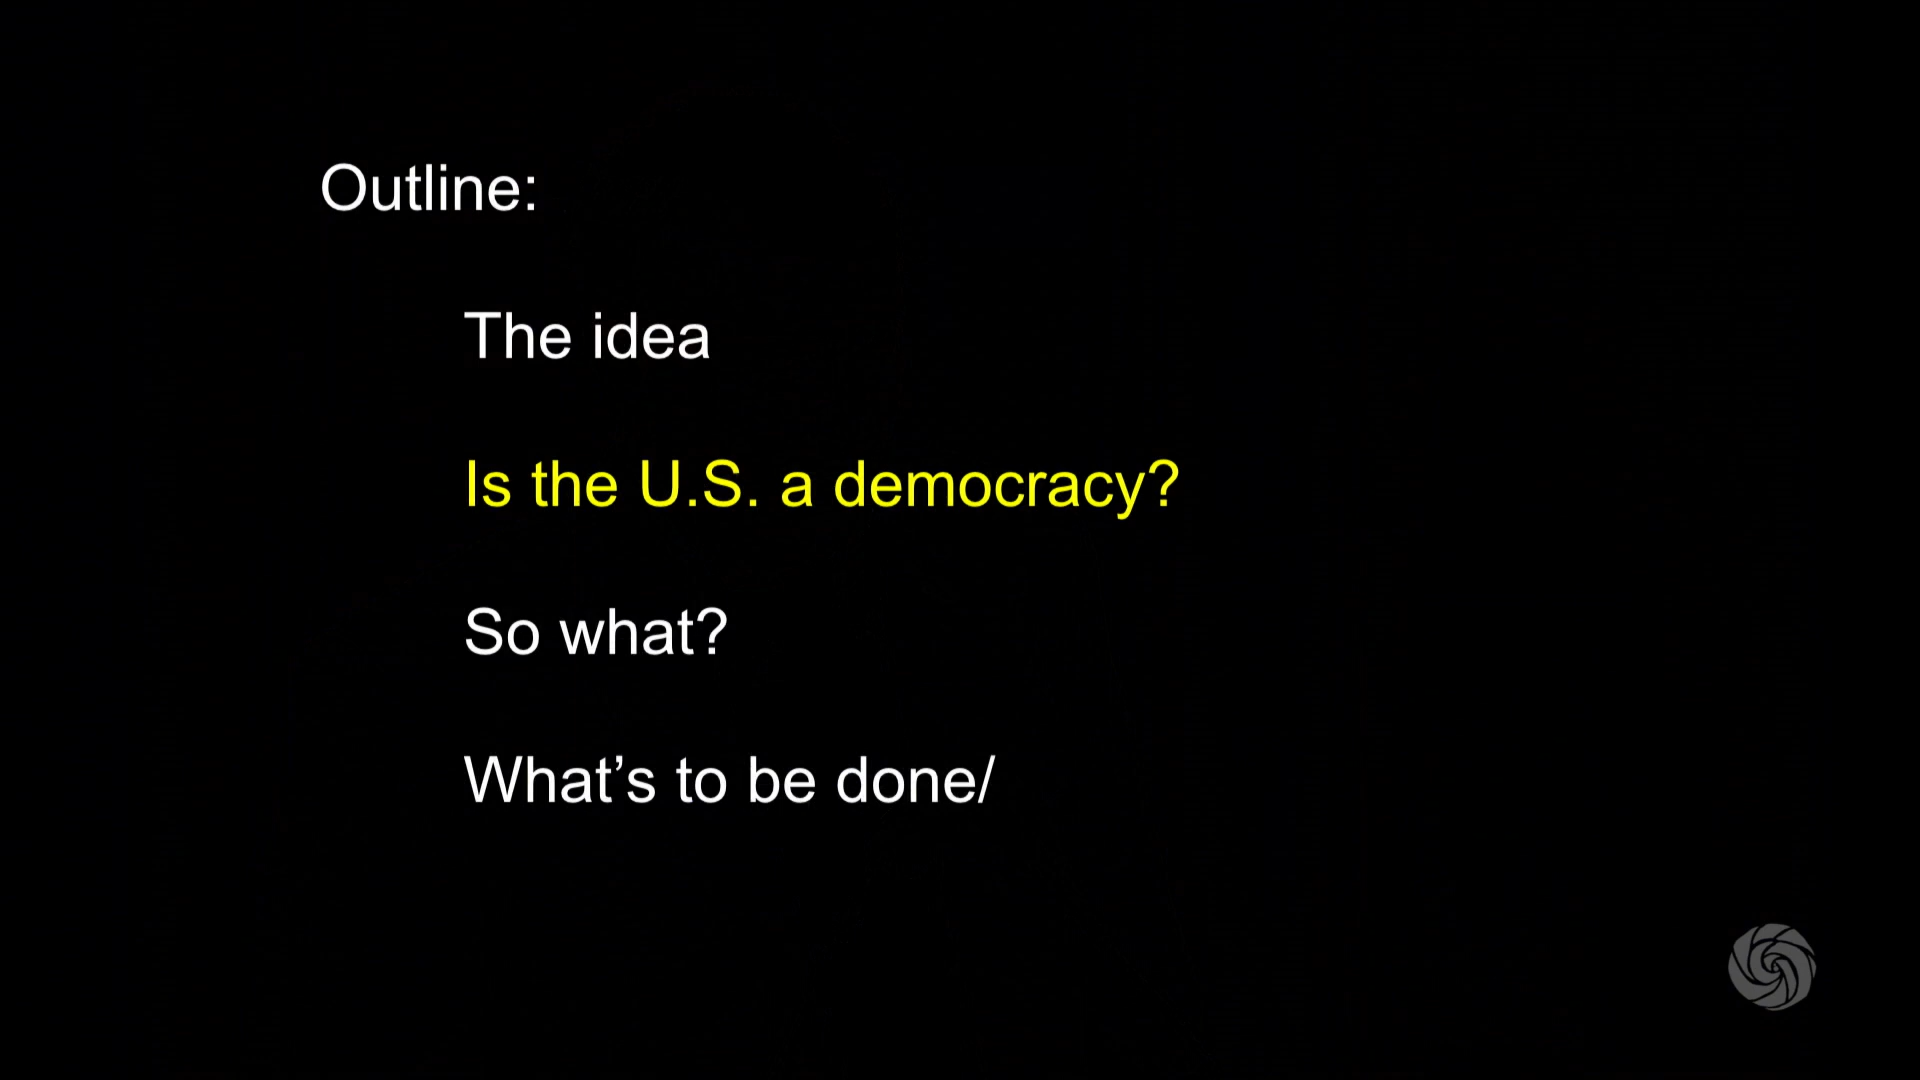 Outline:
The idea
Is the U.S. a democracy?
So what?
What’s to be done/